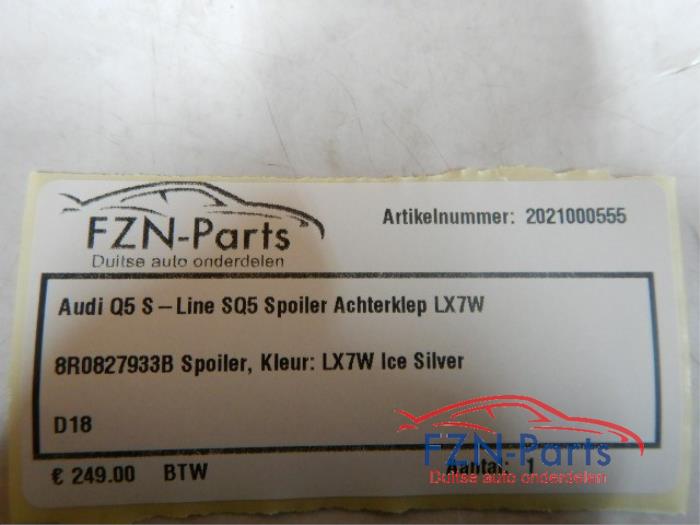 FZN-Parts
Duitse auto onderdelen
Artikelnummer: 2021000555
Audi Q5 S-Line SQ5 Spoiler Achterklep LX7W
8R0827933B Spoiler, Kleur: LX7W Ice Silver
D18
€ 249.00 BTW Aantal: 1
FZN-Parts
Duitse auto onderdelen